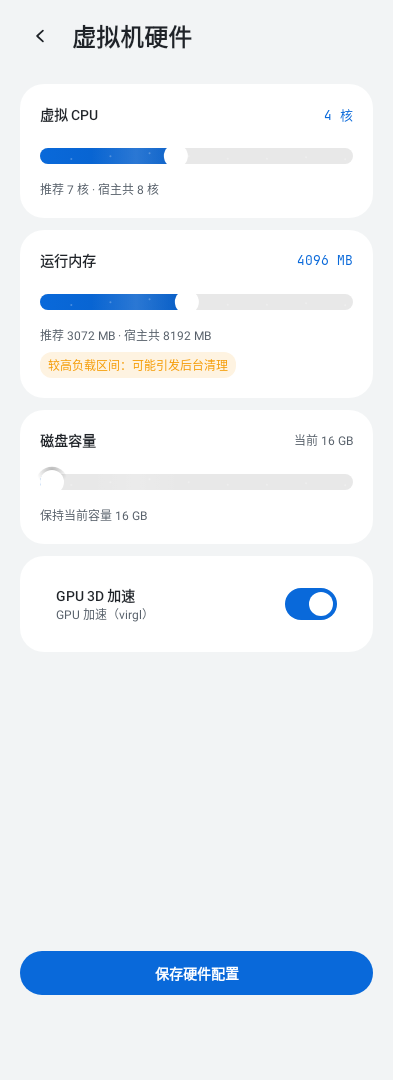 虚拟机硬件
虚拟 CPU
4 核
推荐 7 核 · 宿主共 8 核
运行内存
4096 MB
推荐 3072 MB · 宿主共 8192 MB
较高负载区间：可能引发后台清理
磁盘容量
当前 16 GB
保持当前容量 16 GB
GPU 3D 加速
GPU 加速（virgl）
保存硬件配置